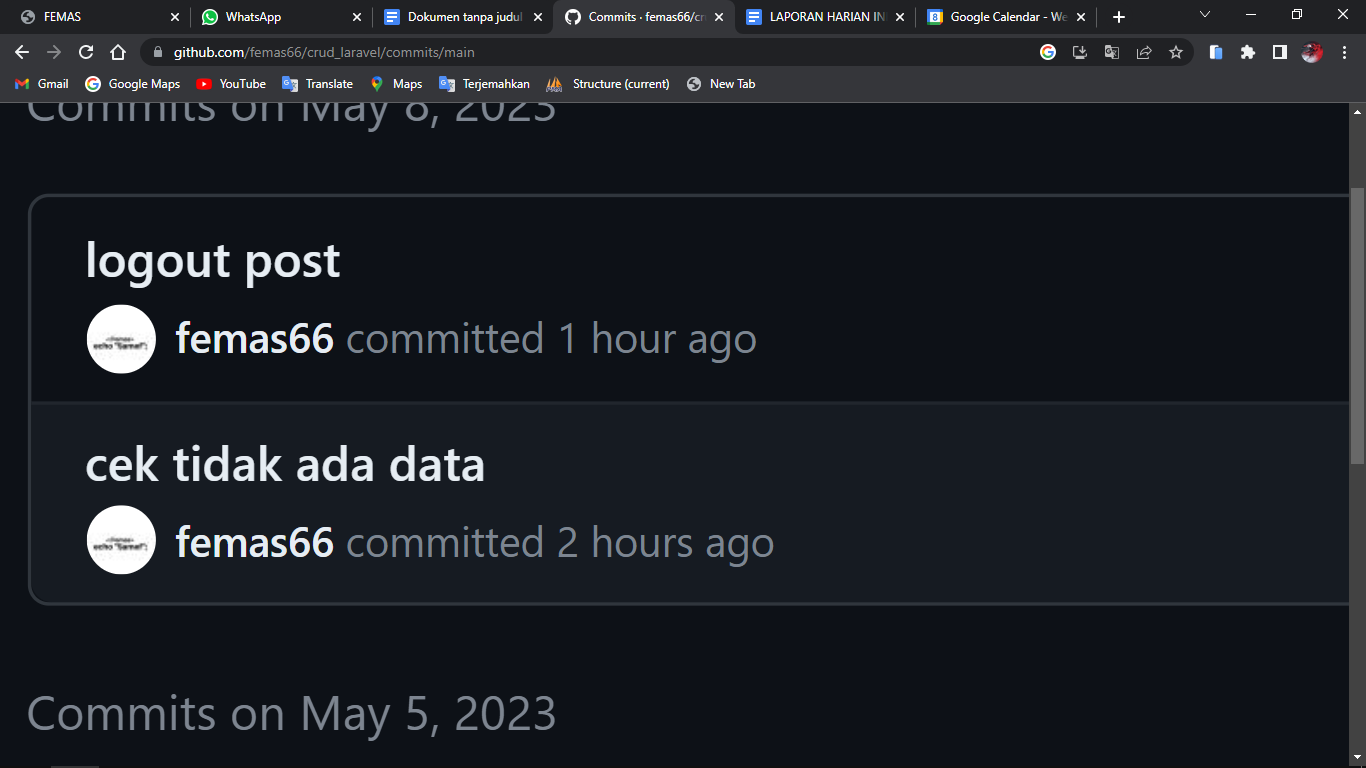 FEMAS
WhatsApp
Dokumen tanpa judul
Commits · femas66/cr
LAPORAN HARIAN IN
Google Calendar - We
github.com/femas66/crud_laravel/commits/main
Gmail
Google Maps
YouTube
Translate
Maps
Terjemahkan
Structure (current)
New Tab
Commits on May 8, 2023
logout post
femas66 committed 1 hour ago
cek tidak ada data
femas66 committed 2 hours ago
Commits on May 5, 2023